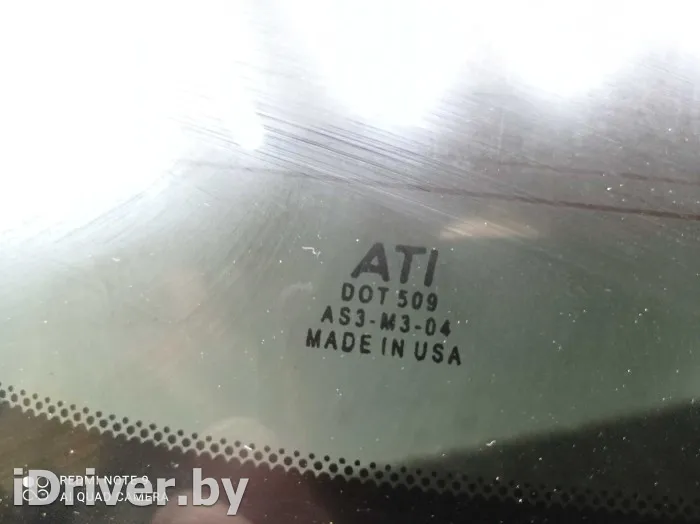 ATI
DOT 509
AS3-M3-04
MADE IN USA
REDMI NOTE 9
AI QUAD CAMERA
iDriver.by